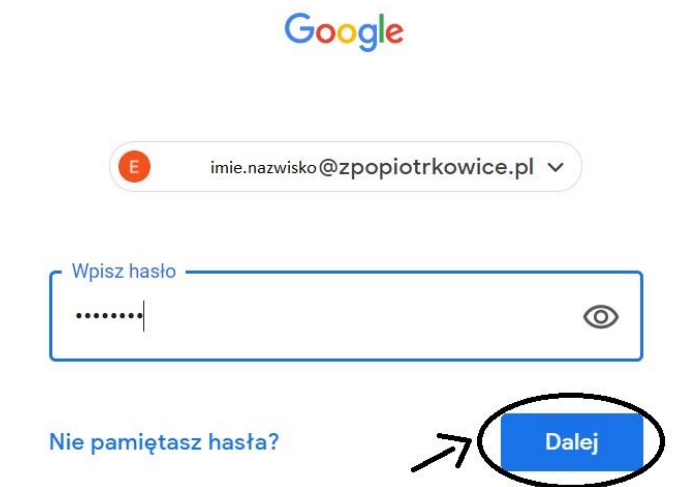 Google
E imie.nazwisko@zpopiotrkowice.pl
Wpisz hasło
••••••••
Nie pamiętasz hasła? Dalej